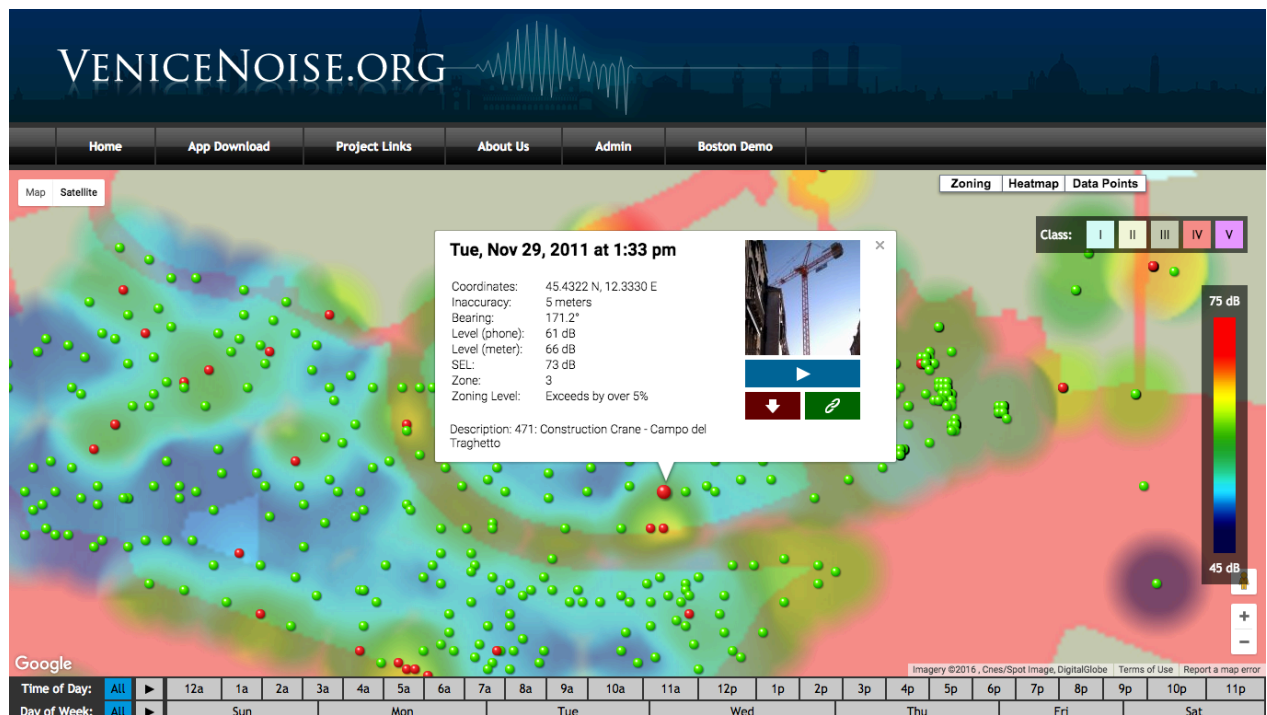 VENICENOISE.ORG
Home App Download Project Links About Us Admin Boston Demo
Map Satellite
Zoning Heatmap Data Points
Class: I II III IV V
Tue, Nov 29, 2011 at 1:33 pm
×
Coordinates: 45.4322 N, 12.3330 E
Inaccuracy: 5 meters
Bearing: 171.2°
Level (phone): 61 dB
Level (meter): 66 dB
SEL: 73 dB
Zone: 3
Zoning Level: Exceeds by over 5%
Description: 471: Construction Crane - Campo del
Traghetto
75 dB
45 dB
+
−
Google
Imagery ©2016 , Cnes/Spot Image, DigitalGlobe Terms of Use Report a map error
Time of Day: All 12a 1a 2a 3a 4a 5a 6a 7a 8a 9a 10a 11a 12p 1p 2p 3p 4p 5p 6p 7p 8p 9p 10p 11p
Day of Week: All Sun Mon Tue Wed Thu Fri Sat